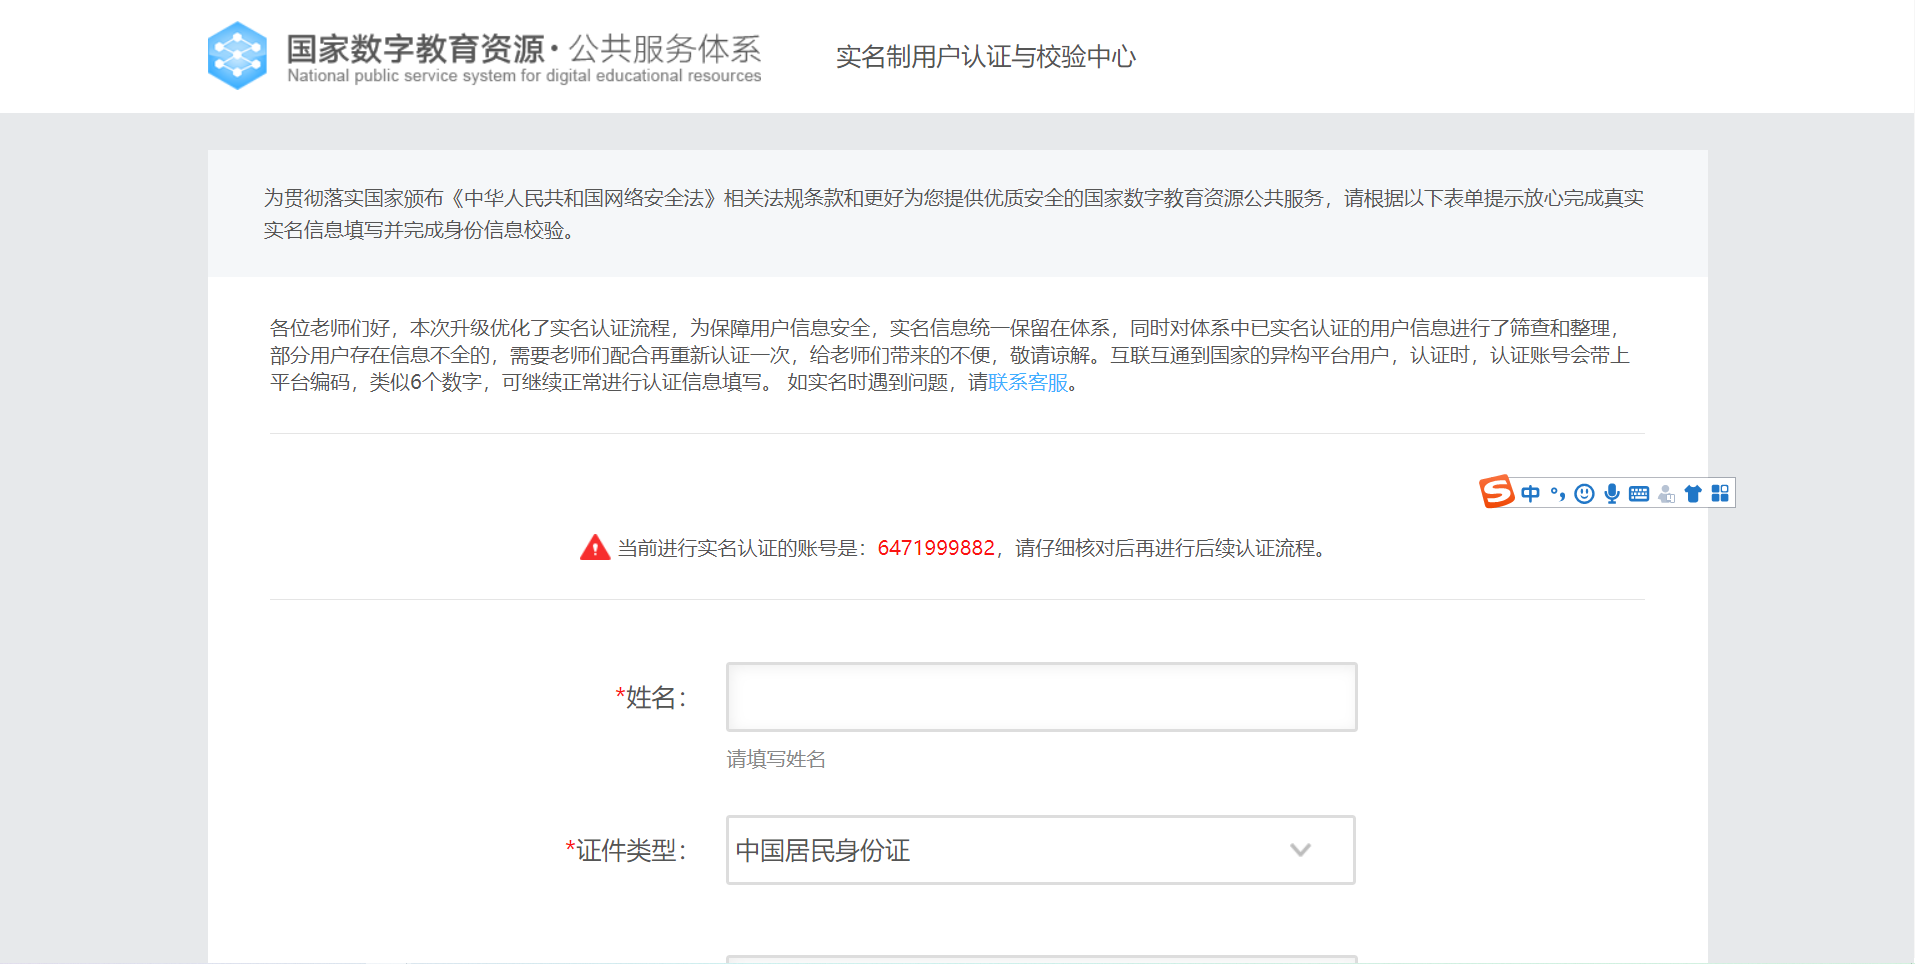 国家数字教育资源·公共服务体系
National public service system for digital educational resources
实名制用户认证与校验中心
为贯彻落实国家颁布《中华人民共和国网络安全法》相关法规条款和更好为您提供优质安全的国家数字教育资源公共服务，请根据以下表单提示放心完成真实
实名信息填写并完成身份信息校验。
各位老师们好，本次升级优化了实名认证流程，为保障用户信息安全，实名信息统一保留在体系，同时对体系中已实名认证的用户信息进行了筛查和整理，
部分用户存在信息不全的，需要老师们配合再重新认证一次，给老师们带来的不便，敬请谅解。互联互通到国家的异构平台用户，认证时，认证账号会带上
平台编码，类似6个数字，可继续正常进行认证信息填写。 如实名时遇到问题，请联系客服。
中
当前进行实名认证的账号是：6471999882，请仔细核对后再进行后续认证流程。
*姓名：
请填写姓名
*证件类型：
中国居民身份证